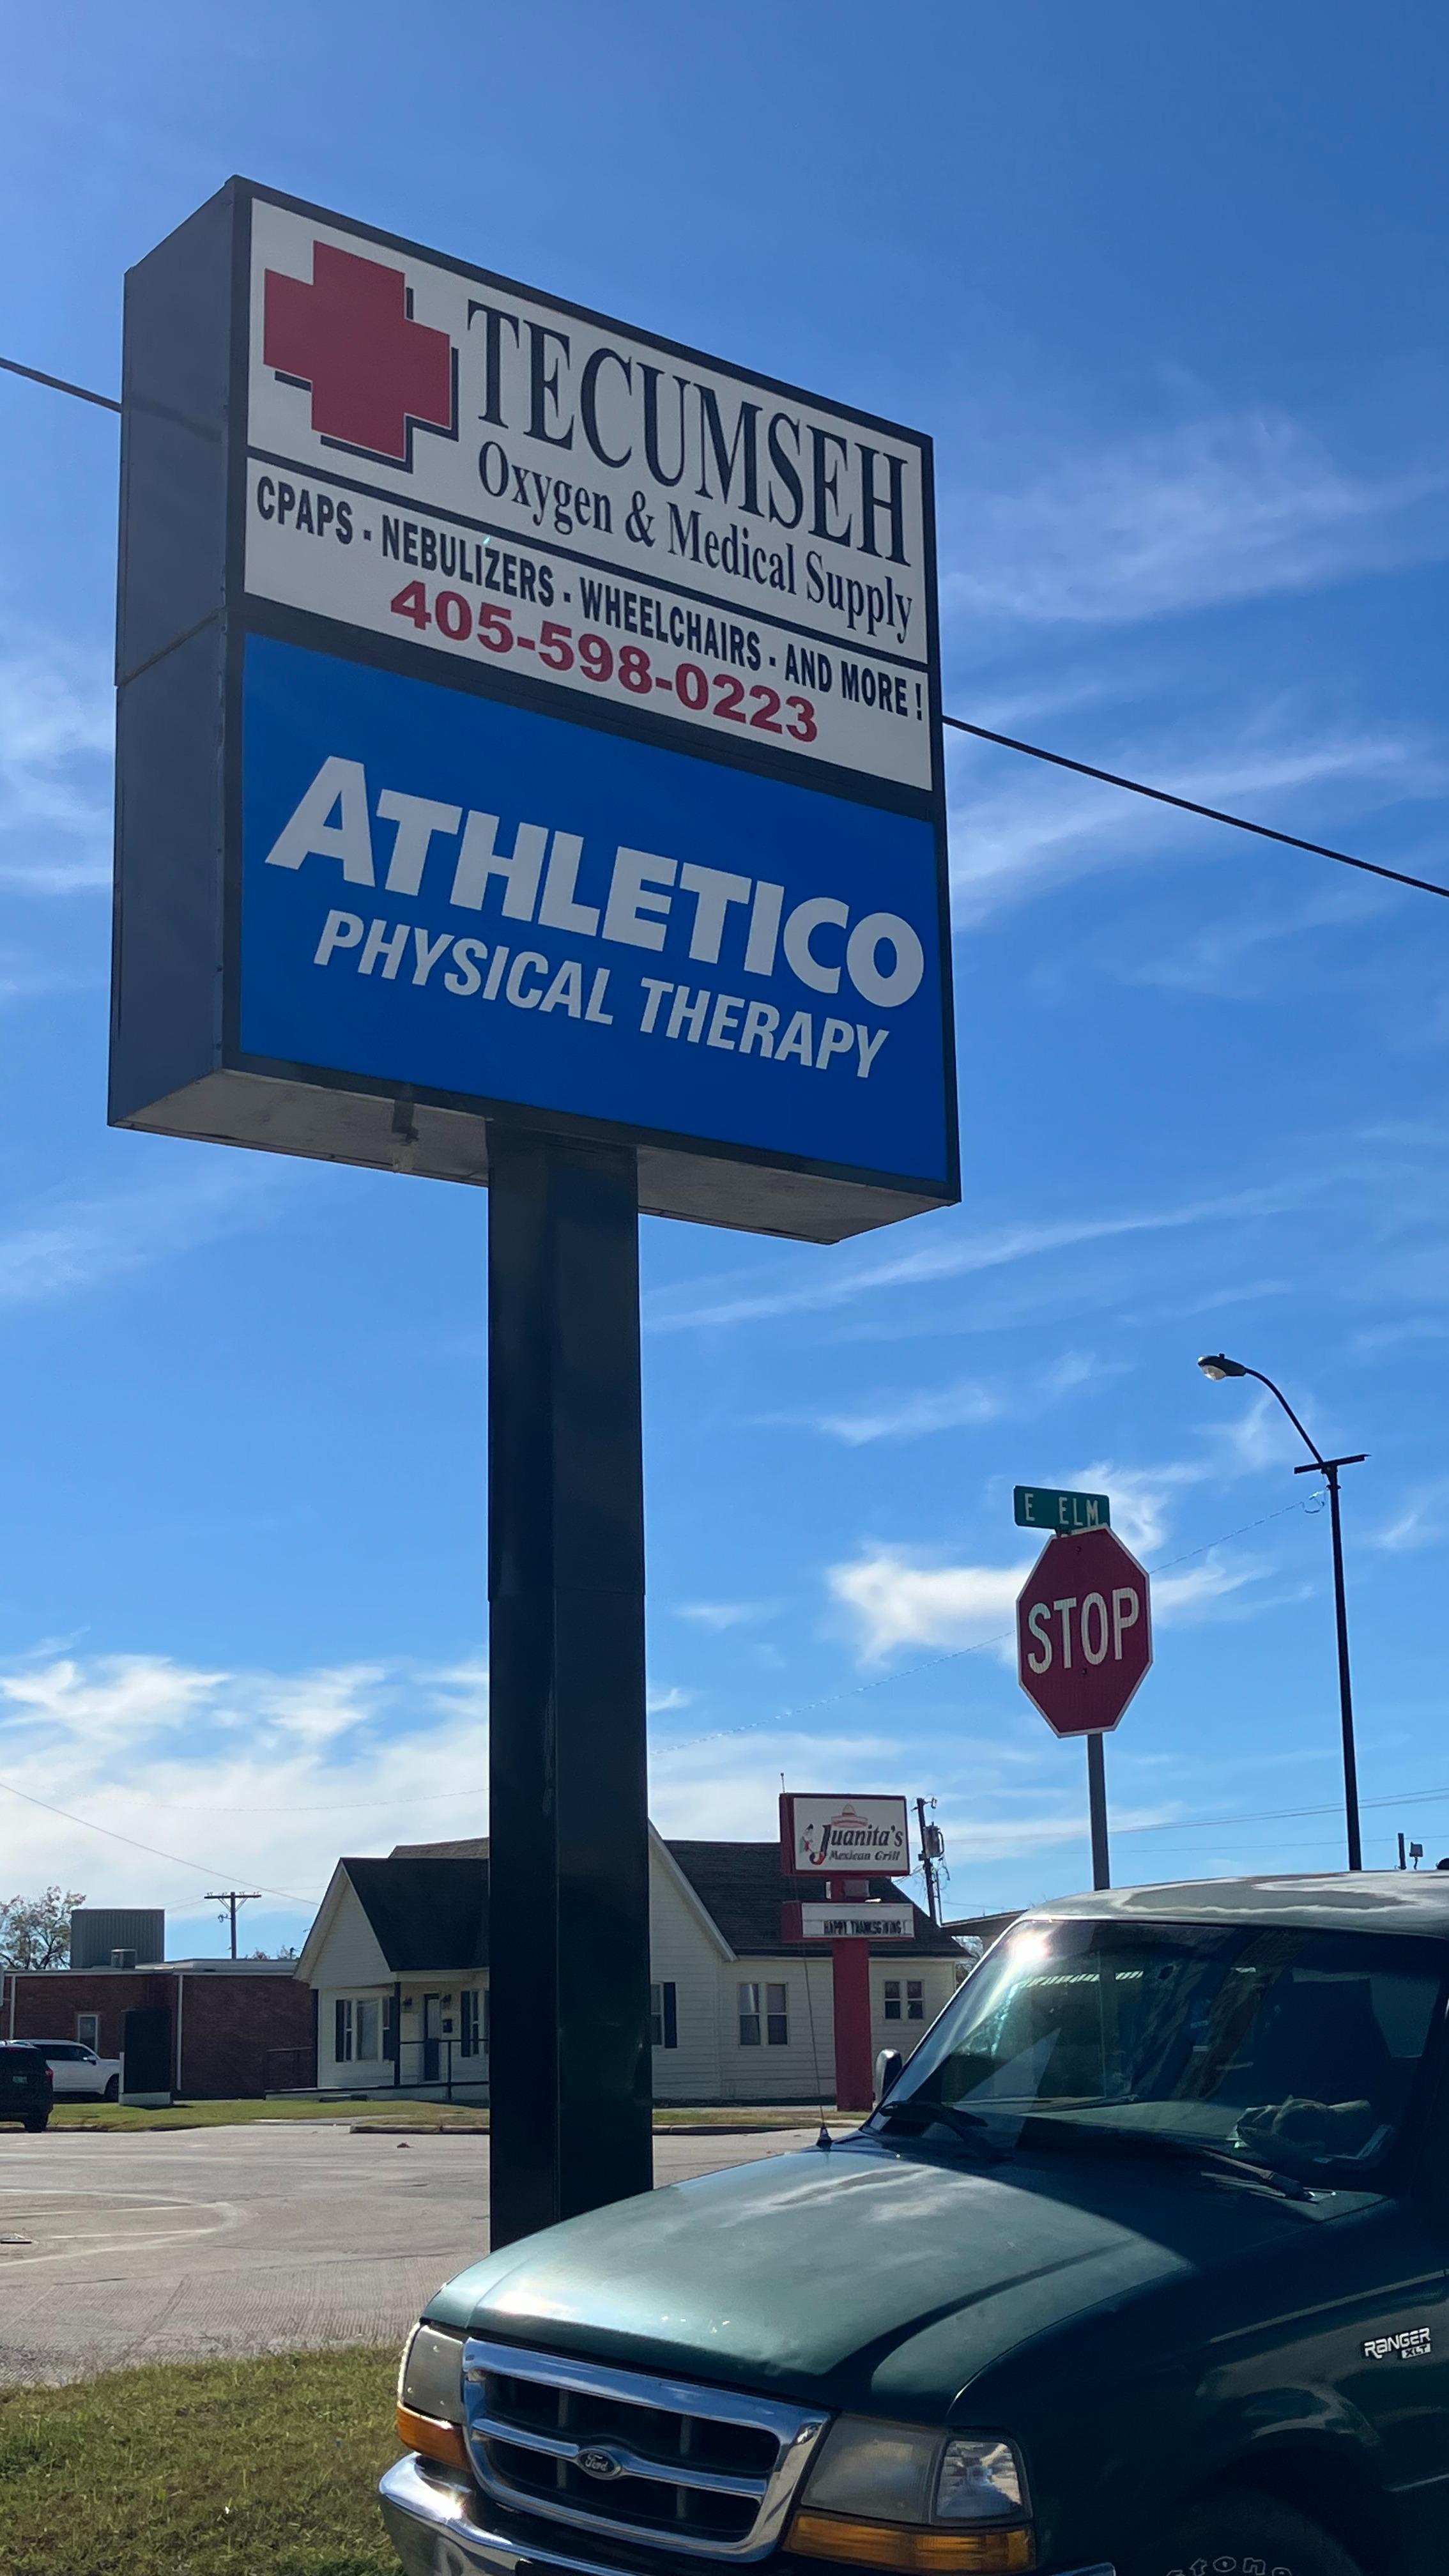 TECUMSEH
Oxygen & Medical Supply
CPAPS - NEBULIZERS - WHEELCHAIRS - AND MORE !
405-598-0223
ATHLETICO
PHYSICAL THERAPY
E ELM
STOP
Juanita's
Mexican Grill
HAPPY THANKSGIVING!
RANGER
XLT
Ford